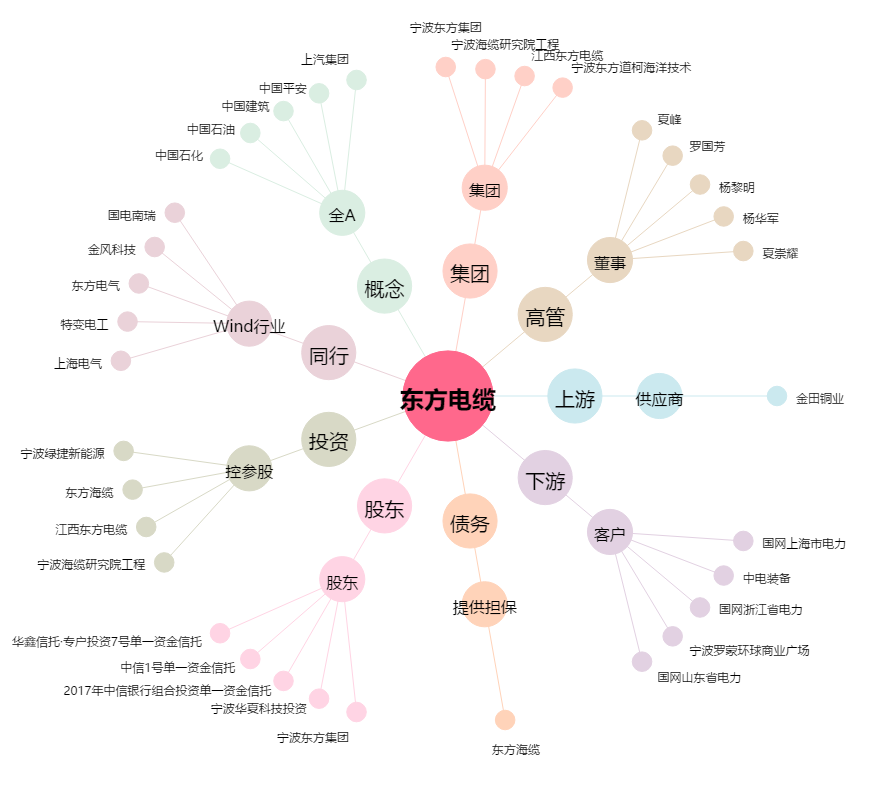 宁波东方集团
宁波海缆研究院工程
江西东方电缆
宁波东方道柯海洋技术
集团
集团
上汽集团
中国平安
中国建筑
中国石油
中国石化
全A
概念
夏峰
罗国芳
杨黎明
杨华军
夏崇耀
董事
高管
国电南瑞
金风科技
东方电气
特变电工
上海电气
Wind行业
同行
东方电缆
上游
供应商
金田铜业
投资
控参股
宁波绿捷新能源
东方海缆
江西东方电缆
宁波海缆研究院工程
下游
客户
国网上海市电力
中电装备
国网浙江省电力
宁波罗蒙环球商业广场
国网山东省电力
股东
股东
华鑫信托·专户投资7号单一资金信托
中信1号单一资金信托
2017年中信银行组合投资单一资金信托
宁波华夏科技投资
宁波东方集团
债务
提供担保
东方海缆